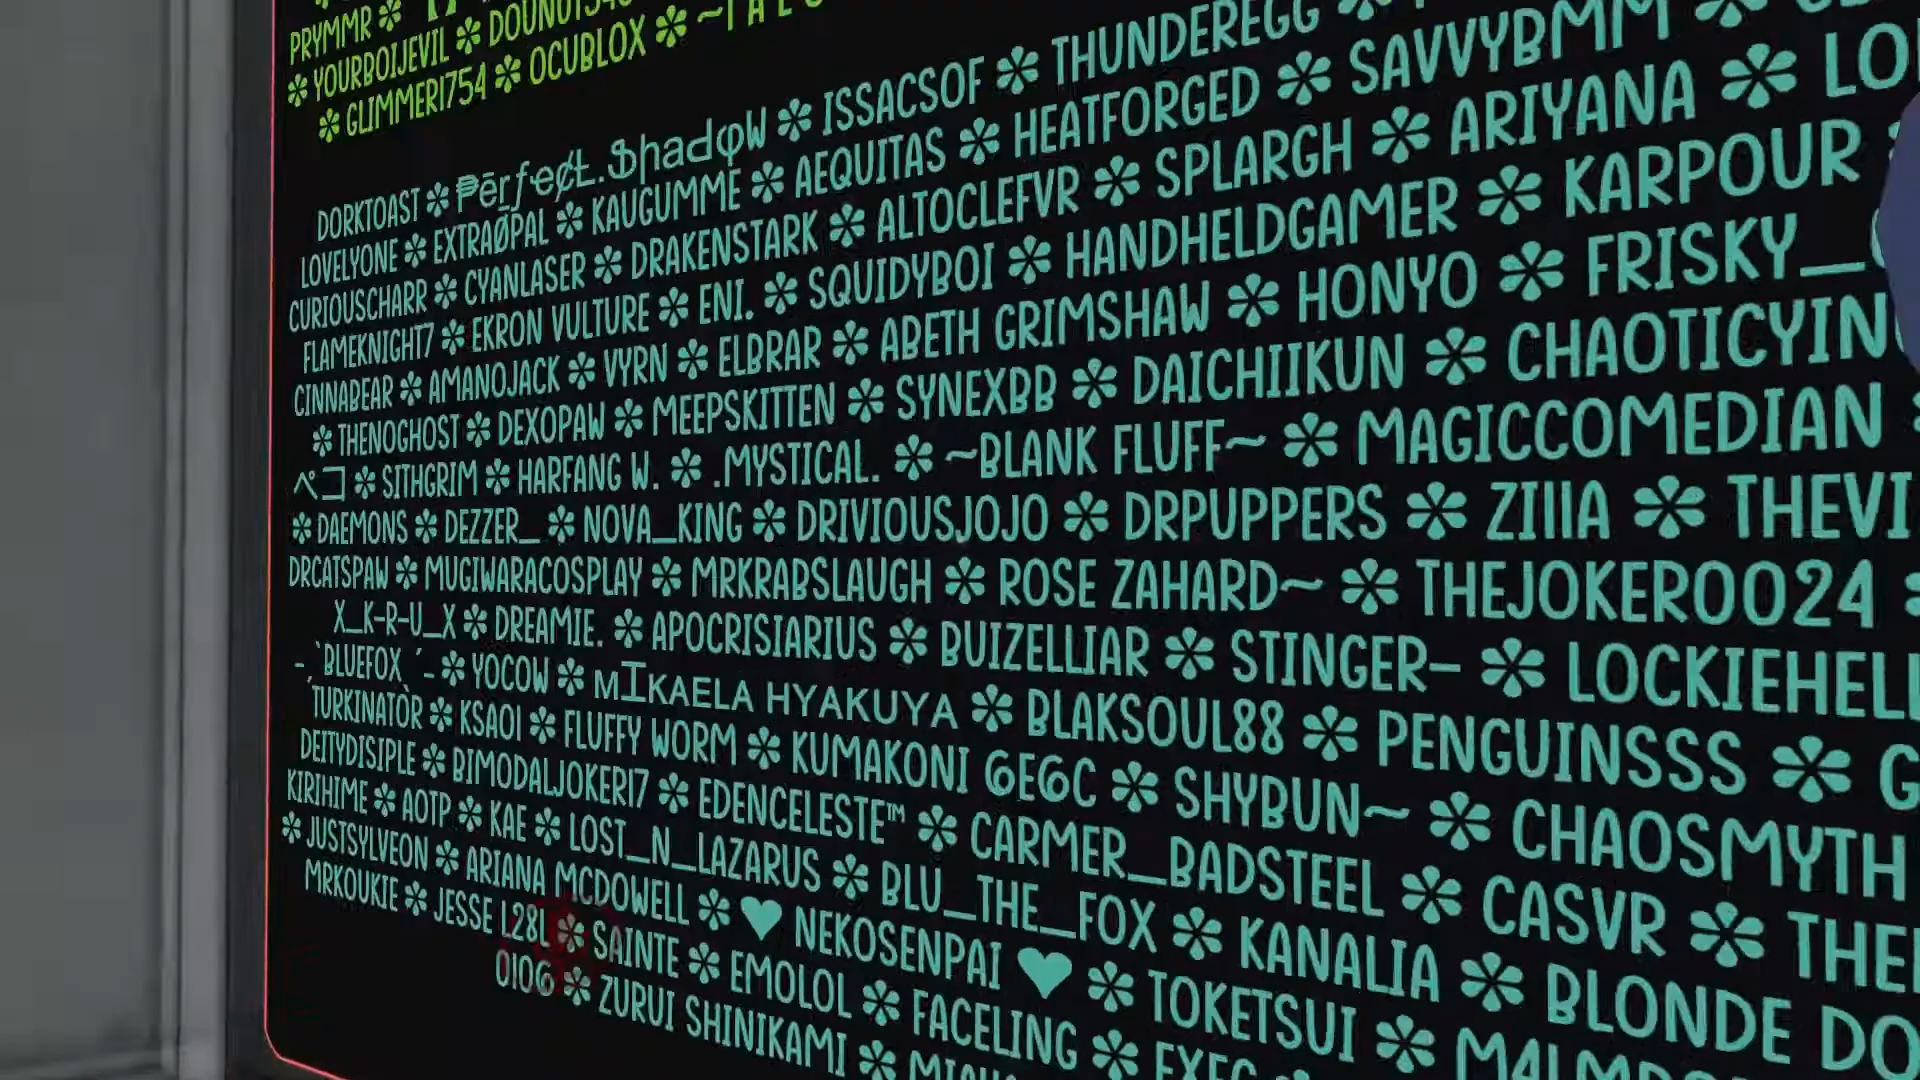 PRYMMR ✽
✽ YOURBOIJEVIL ✽
✽ GLIMMER1754 ✽ OCUBLOX ✽
DORKTOAST ✽ ISSACSOF ✽ THUNDEREGG ✽
LOVELYONE ✽ EXTRAØPAL ✽ KAUGUMME ✽ AEQUITAS ✽ HEATFORGED ✽ SAVVYBMM ✽
CURIOUSCHARR ✽ CYANLASER ✽ DRAKENSTARK ✽ ALTOCLEFVR ✽ SPLARGH ✽ ARIYANA ✽
FLAMEKNIGHT7 ✽ EKRON VULTURE ✽ ENI. ✽ SQUIDYBOI ✽ HANDHELDGAMER ✽ KARPOUR
CINNABEAR ✽ AMANOJACK ✽ VYRN ✽ ELBRAR ✽ ABETH GRIMSHAW ✽ HONYO ✽ FRISKY_
✽ THENOGHOST ✽ DEXOPAW ✽ MEEPSKITTEN ✽ SYNEXBB ✽ DAICHIIKUN ✽ CHAOTICYIN
ペコ ✽ SITHGRIM ✽ HARFANG W. ✽ .MYSTICAL. ✽ ~BLANK FLUFF~ ✽ MAGICCOMEDIAN
✽ DAEMONS ✽ DEZZER_ ✽ NOVA_KING ✽ DRIVIOUSJOJO ✽ DRPUPPERS ✽ ZIIIA ✽ THEVI
DRCATSPAW ✽ MUGIWARACOSPLAY ✽ MRKRABSLAUGH ✽ ROSE ZAHARD~ ✽ THEJOKER0024
X_K-R-U_X ✽ DREAMIE. ✽ APOCRISIARIUS ✽ BUIZELLIAR ✽ STINGER- ✽ LOCKIEHELL
-ˏ`BLUEFOX ´ˎ- ✽ YOCOW ✽ MIKAELA HYAKUYA ✽ BLAKSOUL88 ✽ PENGUINSSS ✽
TURKINATOR ✽ KSAOI ✽ FLUFFY WORM ✽ KUMAKONI 6E6C ✽ SHYBUN~ ✽ CHAOSMYTH
DEITYDISIPLE ✽ BIMODALJOKER17 ✽ EDENCELESTE™ ✽ CARMER_BADSTEEL ✽ CASVR ✽
KIRIHIME ✽ AOTP ✽ KAE ✽ LOST_N_LAZARUS ✽ BLU_THE_FOX ✽ KANALIA ✽ BLONDE
✽ JUSTSYLVEON ✽ ARIANA MCDOWELL ✽ ♥ NEKOSENPAI ♥ ✽ TOKETSUI ✽
MRKOUKIE ✽ JESSE L28L ✽ SAINTE ✽ EMOLOL ✽ FACELING ✽
0106 ✽ ZURUI SHINIKAMI ✽